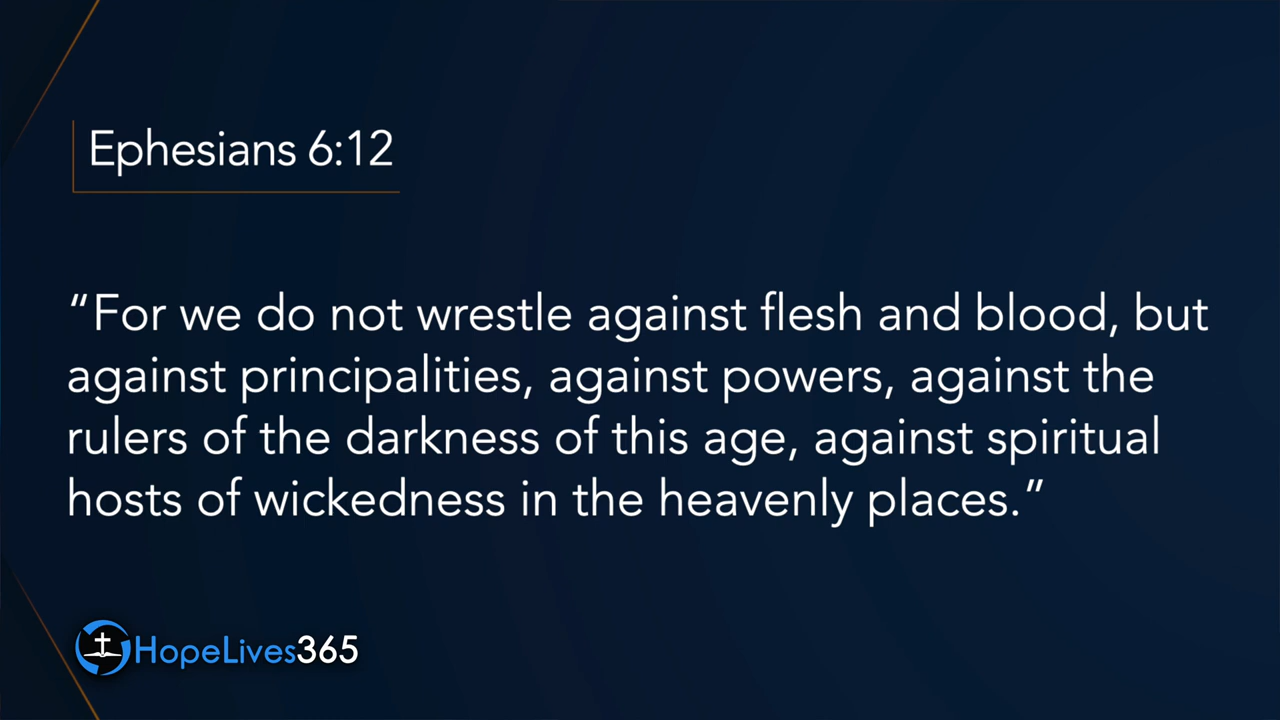 Ephesians 6:12
“For we do not wrestle against flesh and blood, but
against principalities, against powers, against the
rulers of the darkness of this age, against spiritual
hosts of wickedness in the heavenly places.”
HopeLives365